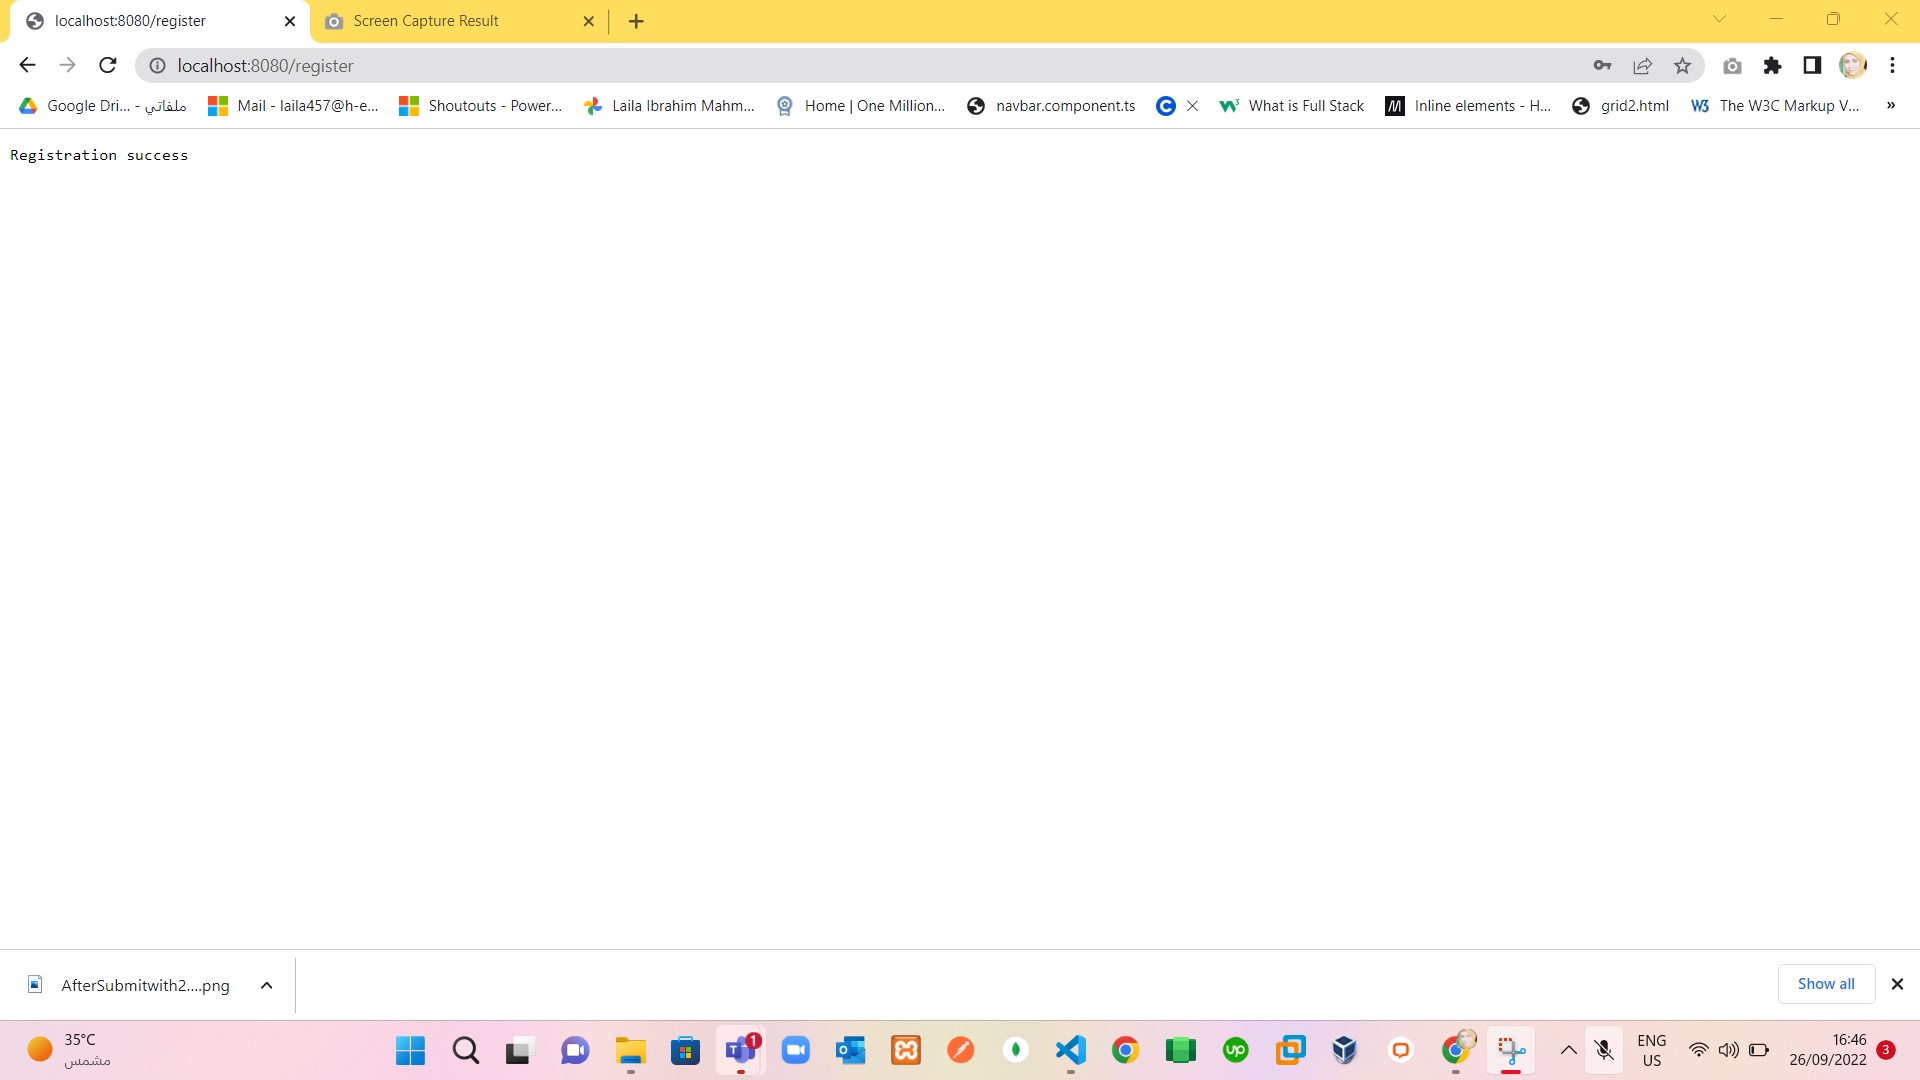 localhost:8080/register
Screen Capture Result
localhost:8080/register
Google Dri... - ملفاتي
Mail - laila457@h-e...
Shoutouts - Power...
Laila Ibrahim Mahm...
Home | One Million...
navbar.component.ts
What is Full Stack
Inline elements - H...
grid2.html
The W3C Markup V...
»
Registration success
AfterSubmitwith2....png
Show all
35°C
مشمس
1
up
ENG
US
16:46
26/09/2022
3